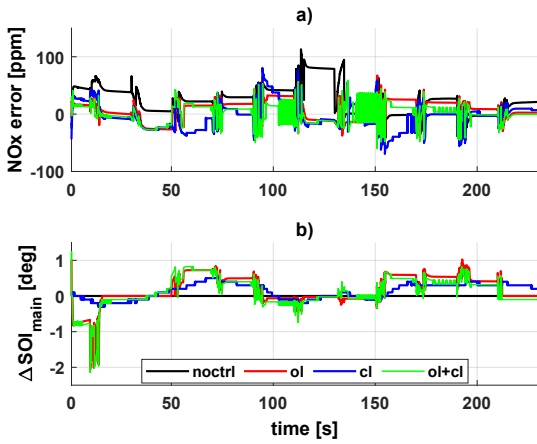 a)
NOx error [ppm]
100
0
-100
0 50 100 150 200
b)
ΔSOI_main [deg]
1
0
-1
-2
noctrl ol cl ol+cl
0 50 100 150 200
time [s]